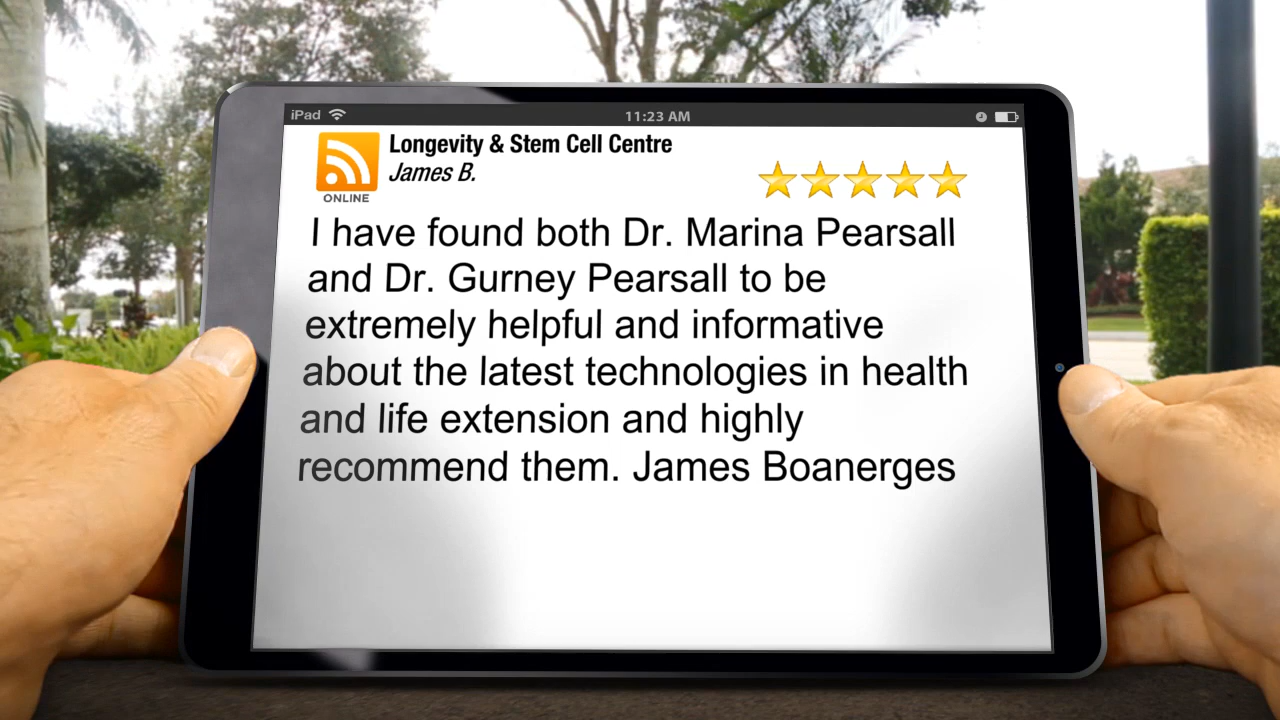 iPad
11:23 AM
Longevity & Stem Cell Centre
James B.
ONLINE
I have found both Dr. Marina Pearsall
and Dr. Gurney Pearsall to be
extremely helpful and informative
about the latest technologies in health
and life extension and highly
recommend them. James Boanerges